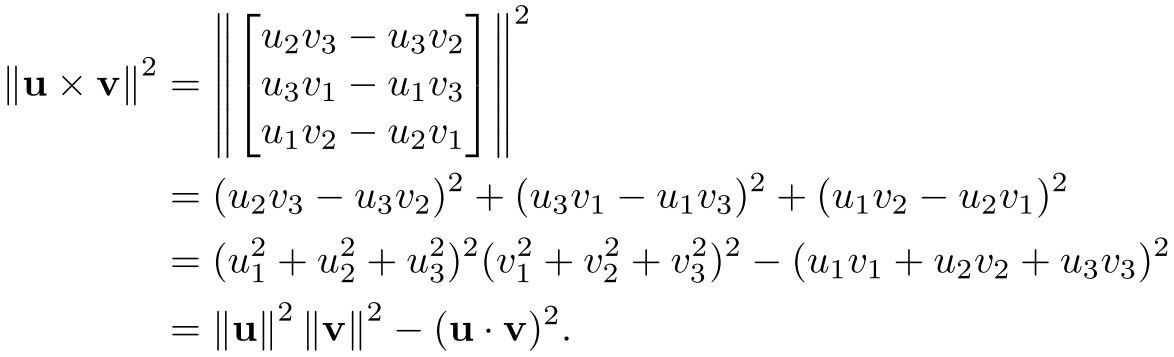 ‖u × v‖² = ‖[u₂v₃ − u₃v₂; u₃v₁ − u₁v₃; u₁v₂ − u₂v₁]‖²
= (u₂v₃ − u₃v₂)² + (u₃v₁ − u₁v₃)² + (u₁v₂ − u₂v₁)²
= (u₁² + u₂² + u₃²)²(v₁² + v₂² + v₃²)² − (u₁v₁ + u₂v₂ + u₃v₃)²
= ‖u‖² ‖v‖² − (u · v)².